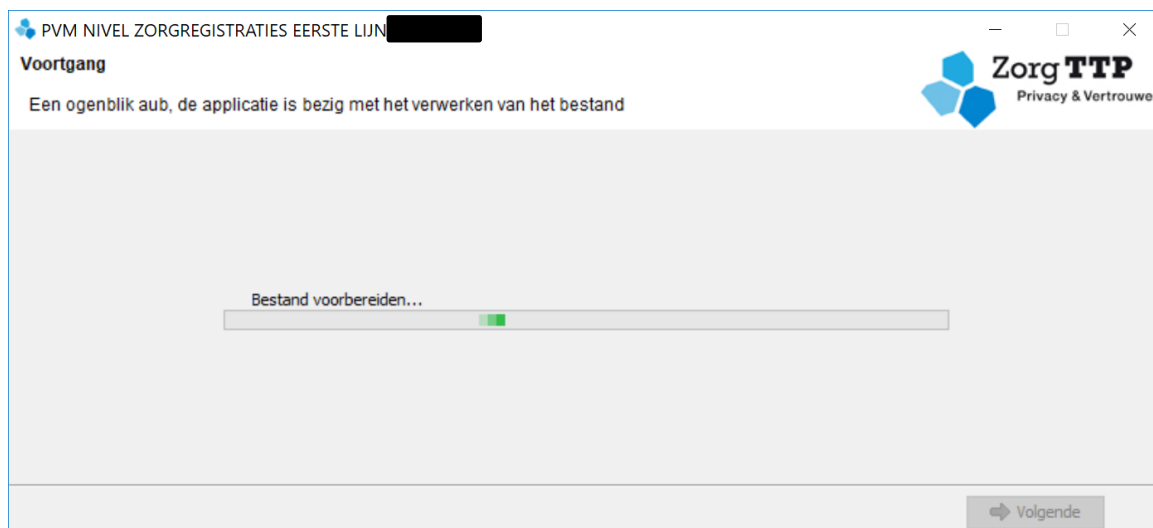 PVM NIVEL ZORGREGISTRATIES EERSTE LIJN
Voortgang
Een ogenblik aub, de applicatie is bezig met het verwerken van het bestand
Zorg TTP
Privacy & Vertrouwe
Bestand voorbereiden...
Volgende